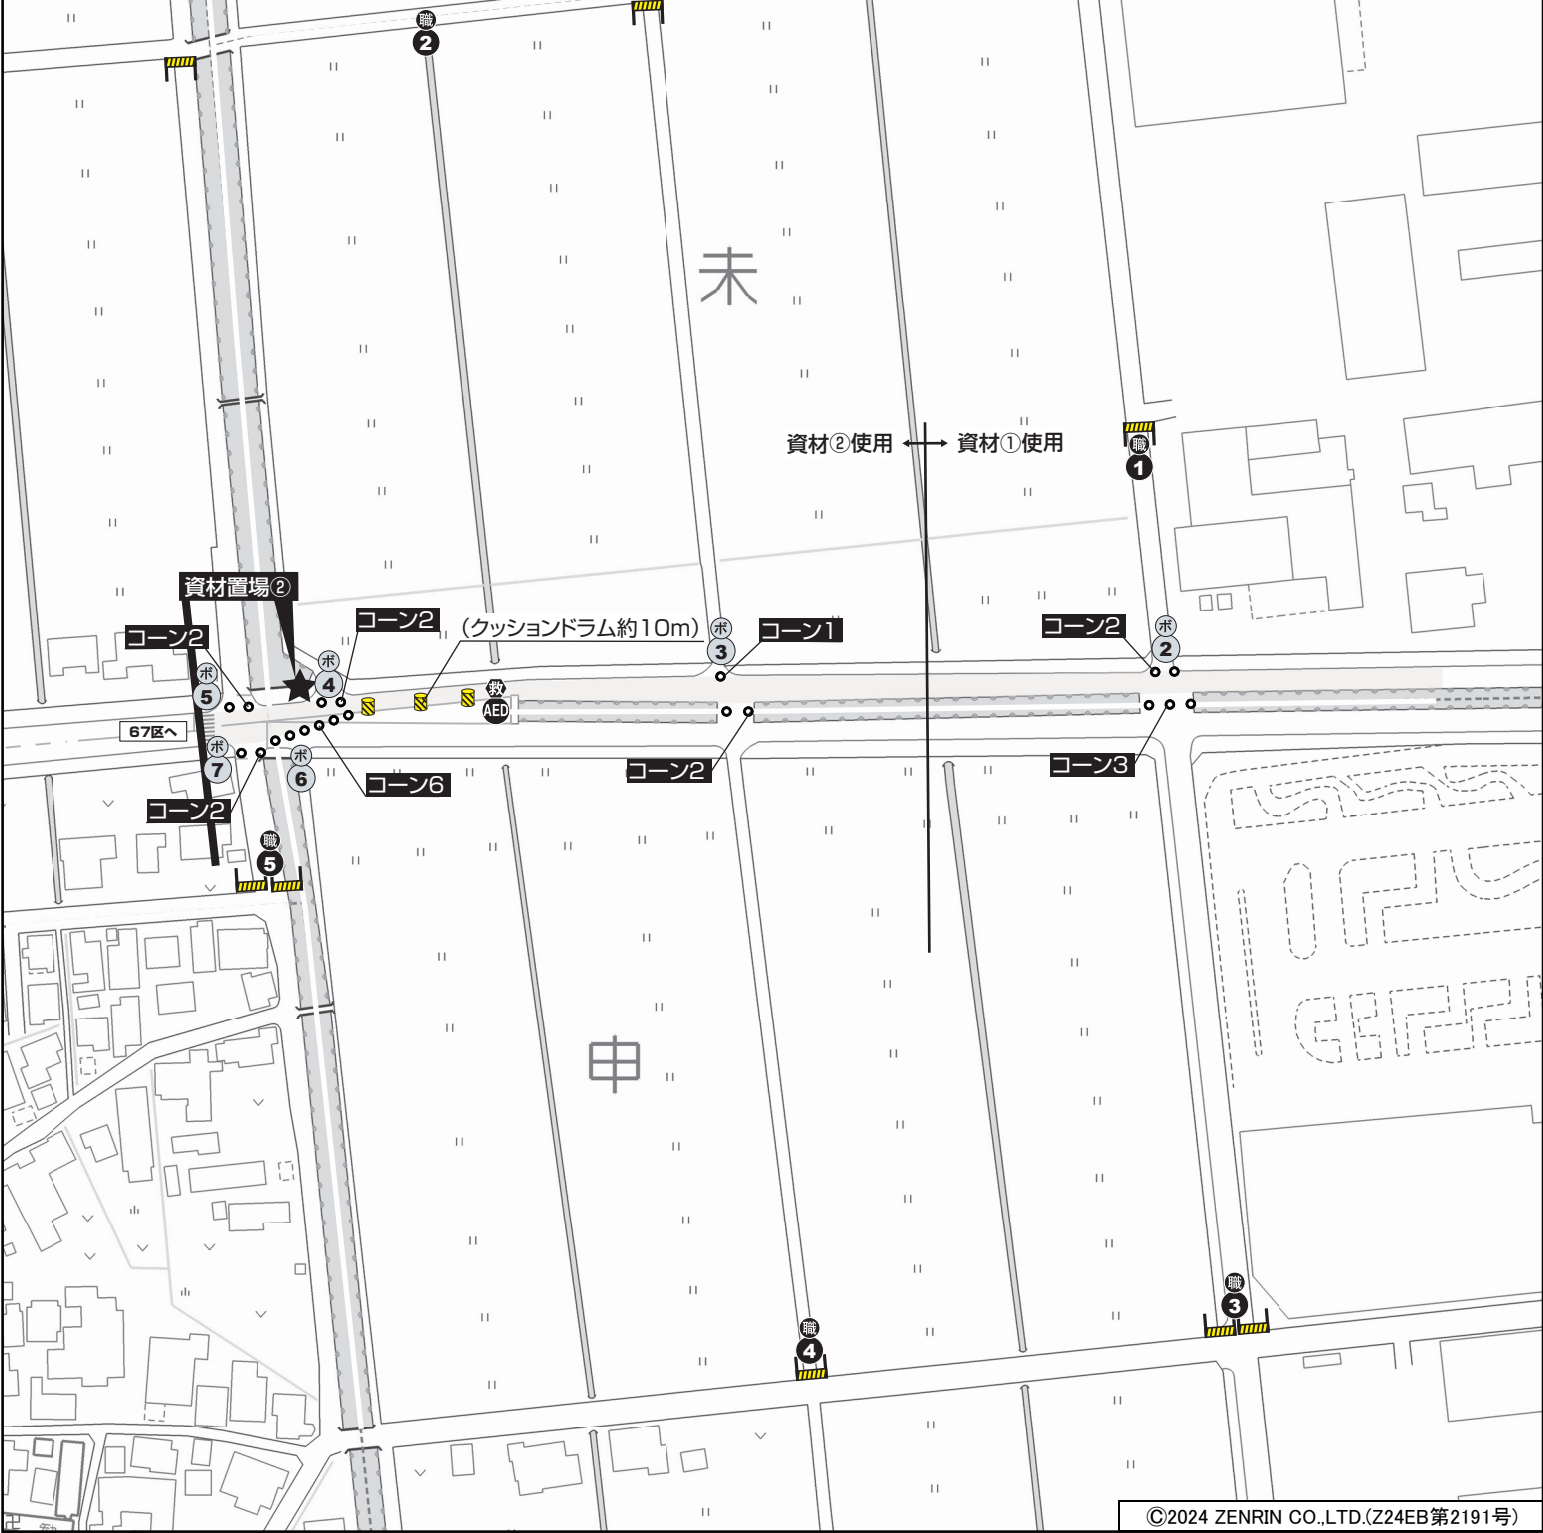 職
2
未
資材②使用
資材①使用
職
1
資材置場②
コーン2
コーン2
(クッションドラム約10m)
ボ
3
コーン1
コーン2
ボ
2
ボ
5
ボ
4
救
AED
67区へ
ボ
7
ボ
6
コーン2
コーン6
コーン2
コーン3
職
5
申
職
3
職
4
©2024 ZENRIN CO.,LTD.(Z24EB第2191号)